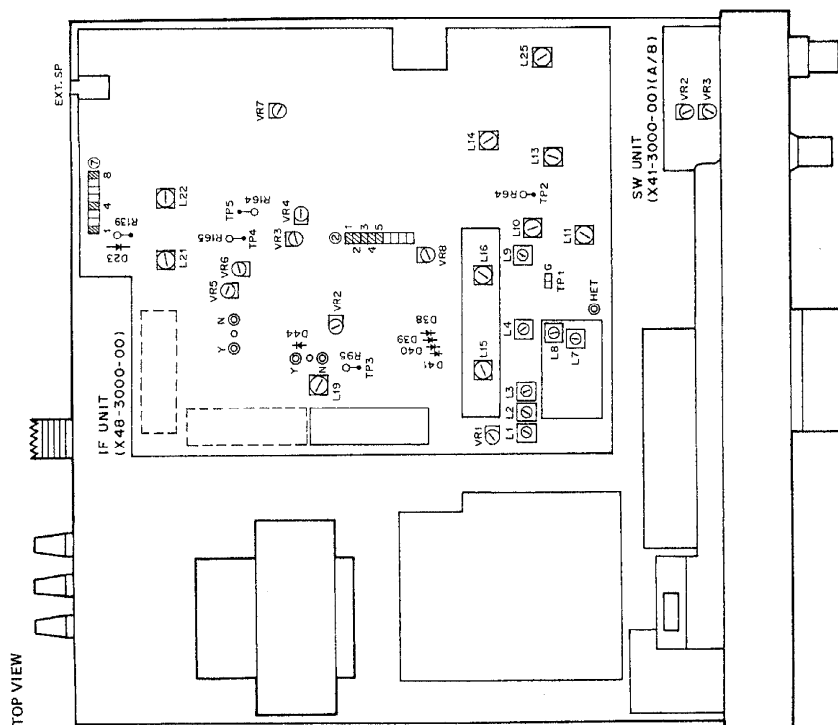 TOP VIEW
EXT. SP
IF UNIT
(X48-3000-00)
SW UNIT
(X41-3000-00)(A/8)
1
4
8
⑦
D23
R139
L21
L22
VR7
R164
TP5
R165
TP4
VR4
VR3
VR6
VR5
N
Y
②
1
2
3
4
5
VR8
VR2
D44
Y
N
L19
R95
TP3
D38
D39
D40
D41
L25
L14
L13
R64
TP2
L10
L9
L11
L16
L15
G
TP1
HET
L4
L8
L7
L3
L2
L1
VR1
VR2
VR3